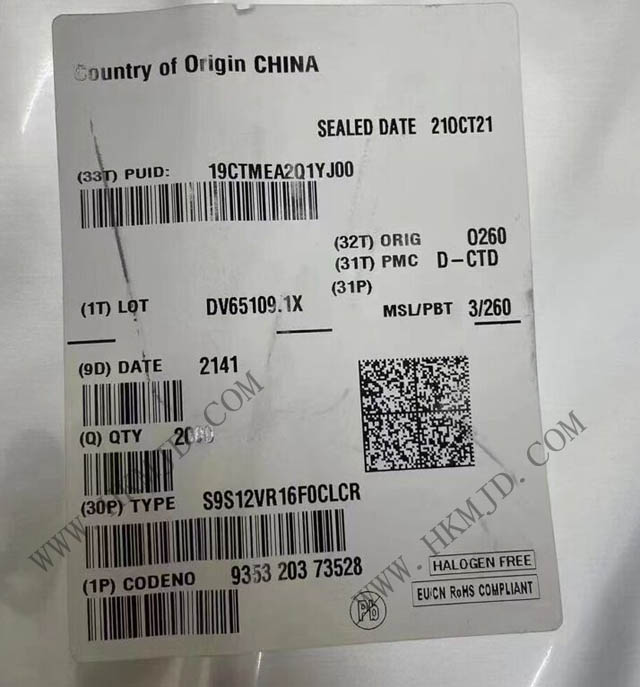 Country of Origin CHINA
SEALED DATE 21OCT21
(33T) PUID: 19CTMEA2Q1YJ00
(32T) ORIG 0260
(31T) PMC D-CTD
(31P)
(1T) LOT DV65109.1X
MSL/PBT 3/260
(9D) DATE 2141
(Q) QTY 2000
(30P) TYPE S9S12VR16F0CLCR
(1P) CODENO 9353 203 73528
HALOGEN FREE
Pb
EU/CN RoHS COMPLIANT
WWW.HKMJD.COM
WWW.HKMJD.COM